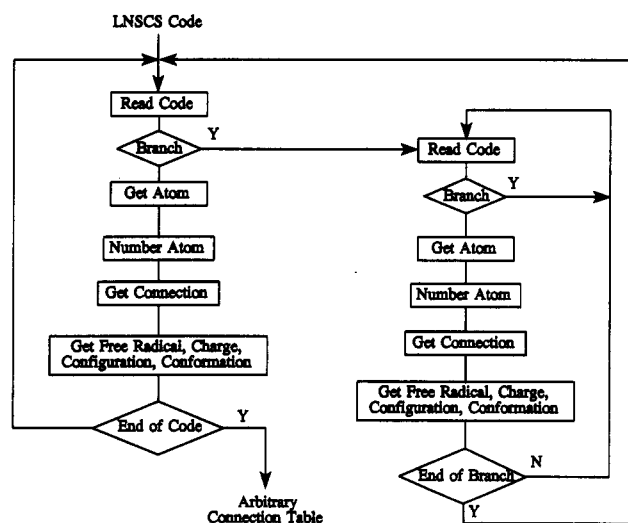 LNSCS Code
Read Code
Branch
Y
Get Atom
Number Atom
Get Connection
Get Free Radical, Charge,
Configuration, Conformation
End of Code
Y
Arbitrary
Connection Table
Read Code
Branch
Y
Get Atom
Number Atom
Get Connection
Get Free Radical, Charge,
Configuration, Conformation
End of Branch
N
Y